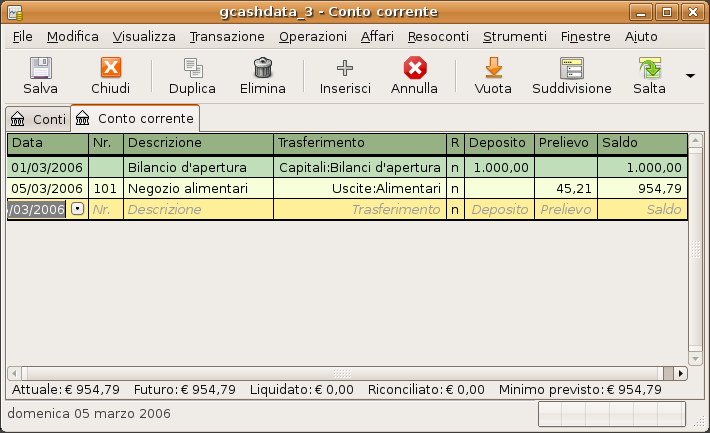 gcashdata_3 - Conto corrente
File Modifica Visualizza Transazione Operazioni Affari Resoconti Strumenti Finestre Aiuto
Salva Chiudi Duplica Elimina Inserisci Annulla Vuota Suddivisione Salta
Conti Conto corrente
Data Nr. Descrizione Trasferimento R Deposito Prelievo Saldo
01/03/2006 Bilancio d'apertura Capitali:Bilanci d'apertura n 1.000,00 1.000,00
05/03/2006 101 Negozio alimentari Uscite:Alimentari n 45,21 954,79
/03/2006 Nr. Descrizione Trasferimento n Deposito Prelievo Saldo
Attuale: € 954,79 Futuro: € 954,79 Liquidato: € 0,00 Riconciliato: € 0,00 Minimo previsto: € 954,79
domenica 05 marzo 2006